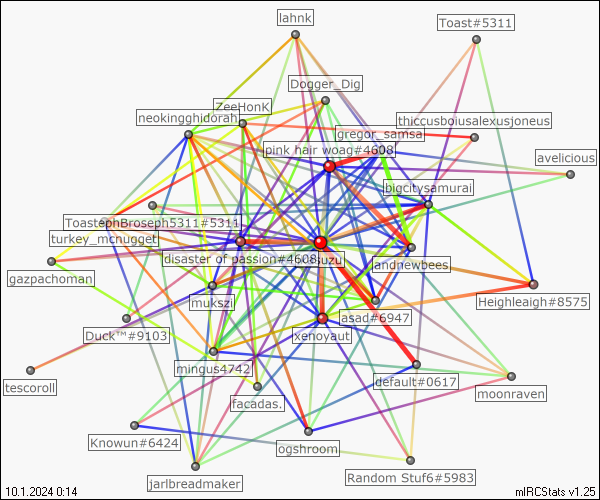 lahnk
Toast#5311
Dogger_Dig
ZeeHonK
neokingghidorah
thiccusboiusalexusjoneus
gregor_samsa
pink hair woag#4608
avelicious
bigcitysamurai
ToastephBroseph5311#5311
turkey_mcnugget
disaster of passion#4608
suzu
landnewbees
gazpachoman
mukszi
Heighleaigh#8575
asad#6947
Duck™#9103
xenoyaut
mingus4742
default#0617
tescoroll
moonraven
facadas.
Knowun#6424
ogshroom
jarlbreadmaker
Random Stuf6#5983
10.1.2024 0:14
mIRCStats v1.25